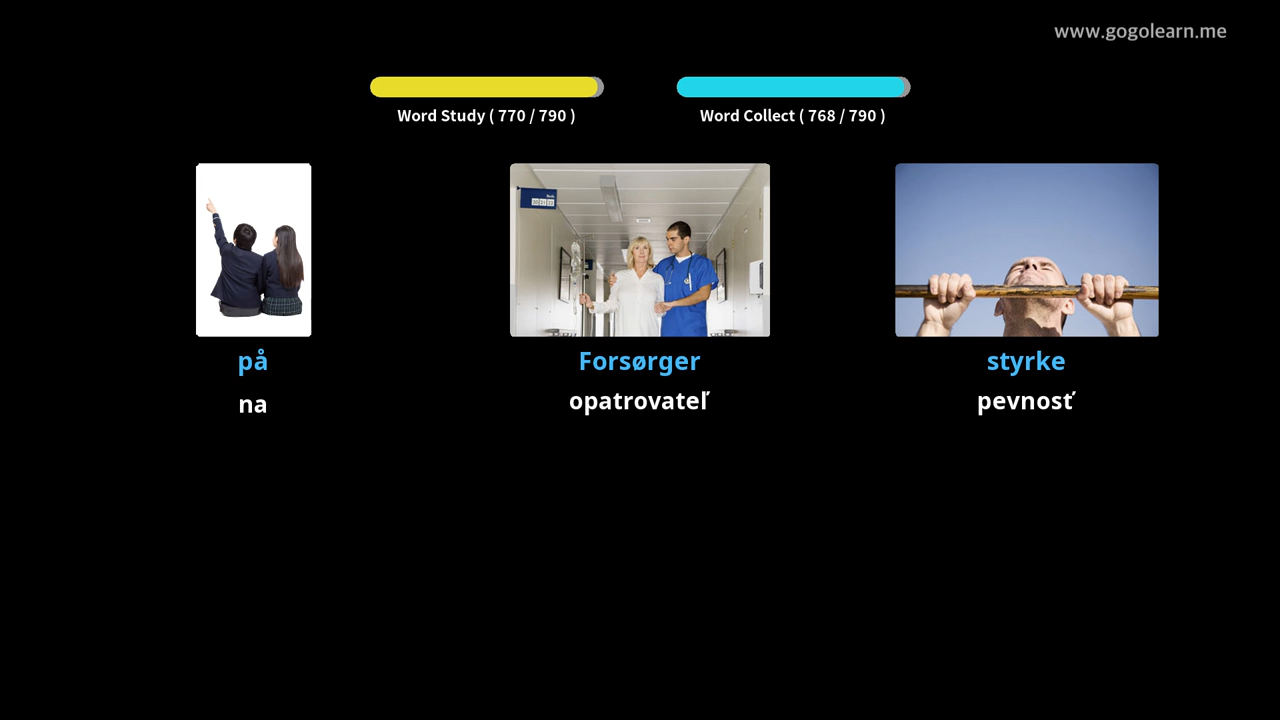 www.gogolearn.me
Word Study ( 770 / 790 )
Word Collect ( 768 / 790 )
på
Forsørger
styrke
na
opatrovateľ
pevnosť